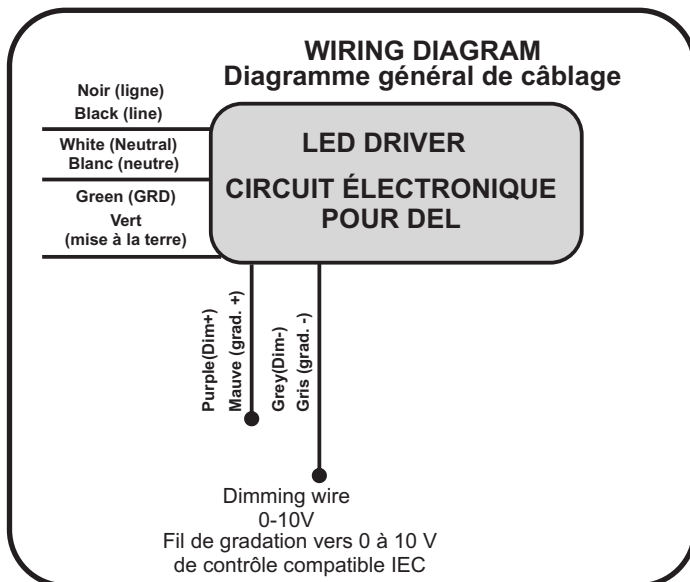 WIRING DIAGRAM
Diagramme général de câblage
Noir (ligne)
Black (line)
White (Neutral)
Blanc (neutre)
Green (GRD)
Vert
(mise à la terre)
LED DRIVER
CIRCUIT ÉLECTRONIQUE
POUR DEL
Purple(Dim+)
Mauve (grad. +)
Grey(Dim-)
Gris (grad. -)
Dimming wire
0-10V
Fil de gradation vers 0 à 10 V
de contrôle compatible IEC